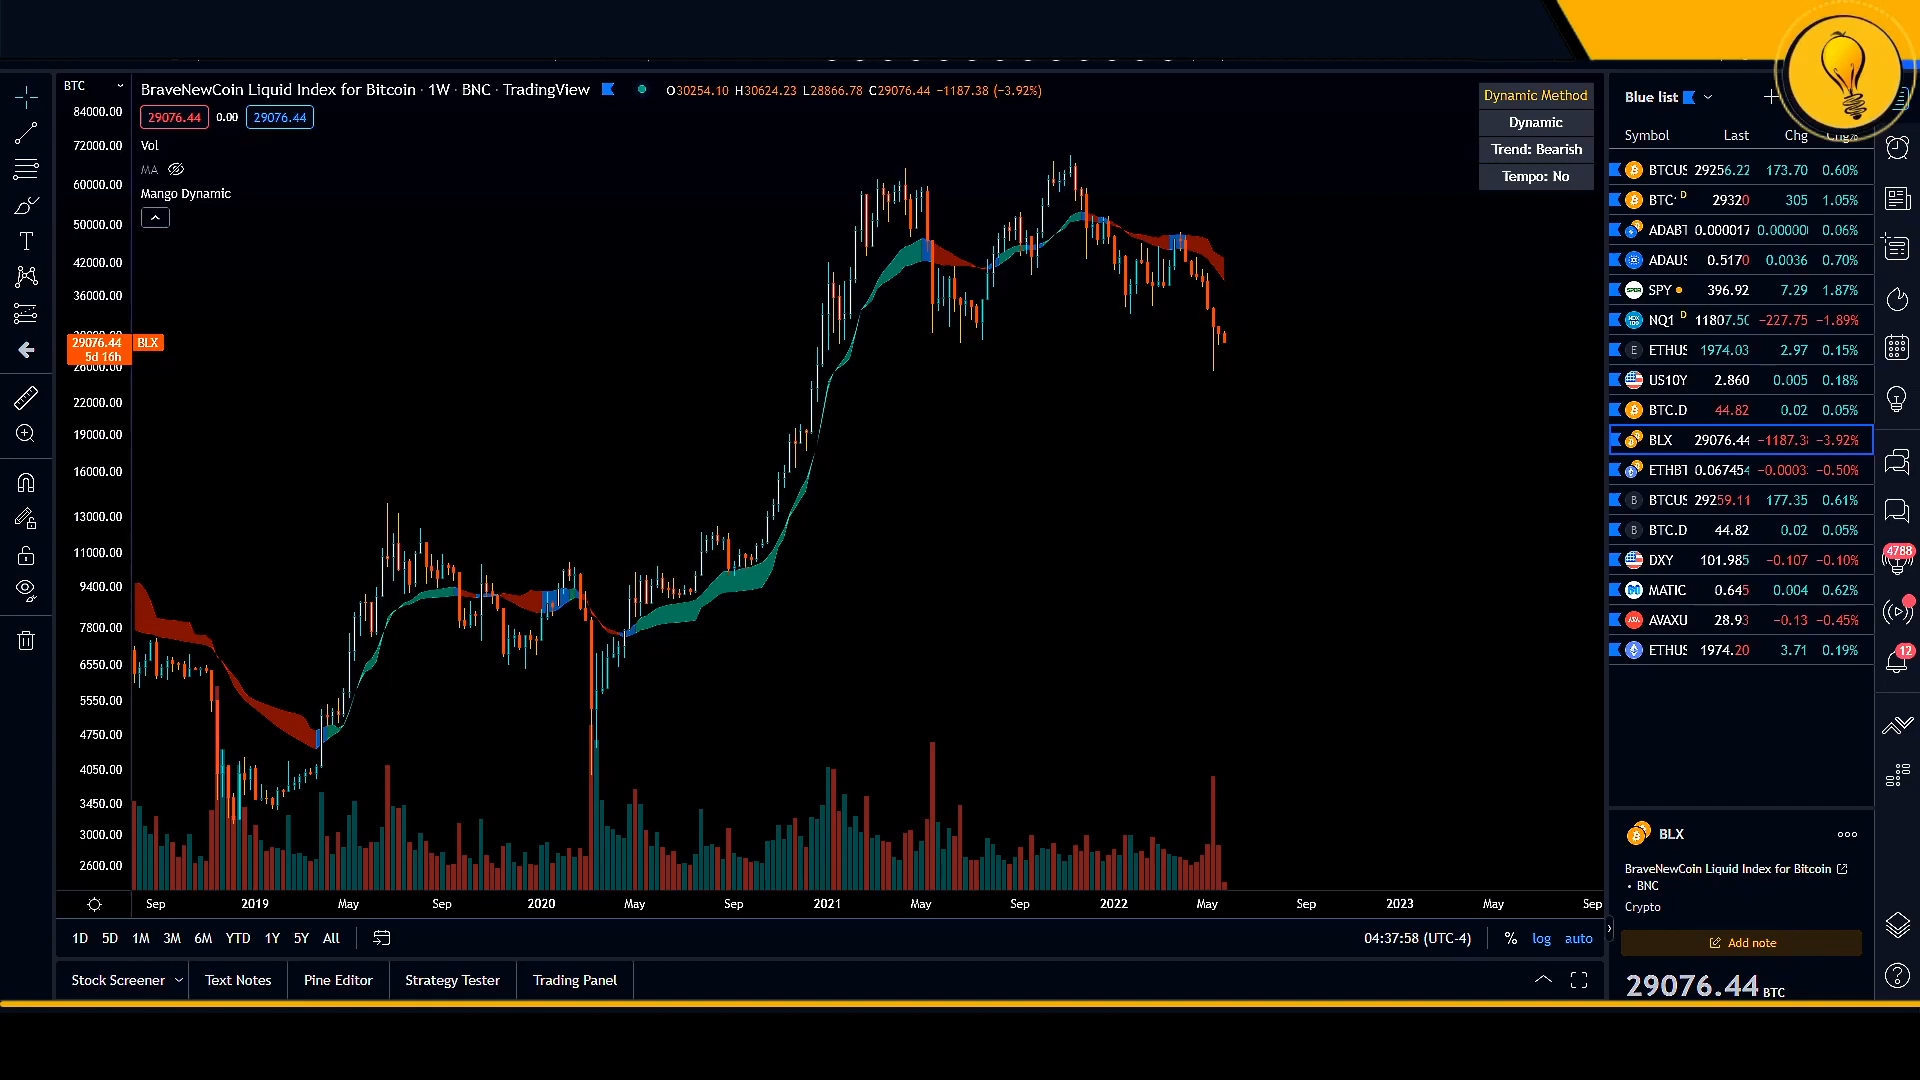 BTC
BraveNewCoin Liquid Index for Bitcoin · 1W · BNC · TradingView
O30254.10 H30624.23 L28866.78 C29076.44 −1187.38 (−3.92%)
29076.44 0.00 29076.44
Vol
MA
Mango Dynamic
Dynamic Method
Dynamic
Trend: Bearish
Tempo: No
84000.00
72000.00
60000.00
50000.00
42000.00
36000.00
29076.44 BLX
5d 16h
26000.00
22000.00
19000.00
16000.00
13000.00
11000.00
9400.00
7800.00
6550.00
5550.00
4750.00
4050.00
3450.00
3000.00
2600.00
Sep 2019 May Sep 2020 May Sep 2021 May Sep 2022 May Sep 2023 May Sep
1D 5D 1M 3M 6M YTD 1Y 5Y All
04:37:58 (UTC-4) % log auto
Stock Screener Text Notes Pine Editor Strategy Tester Trading Panel
Blue list
Symbol Last Chg Chg%
BTCUS 29256.22 173.70 0.60%
BTC D 29320 305 1.05%
ADABT 0.000017 0.00000 0.06%
ADAUS 0.5170 0.0036 0.70%
SPY 396.92 7.29 1.87%
NQ1 D 11807.50 −227.75 −1.89%
ETHUS 1974.03 2.97 0.15%
US10Y 2.860 0.005 0.18%
BTC.D 44.82 0.02 0.05%
BLX 29076.44 −1187.38 −3.92%
ETHBT 0.067454 −0.0003 −0.50%
BTCUS 29259.11 177.35 0.61%
BTC.D 44.82 0.02 0.05%
DXY 101.985 −0.107 −0.10%
MATIC 0.645 0.004 0.62%
AVAXU 28.93 −0.13 −0.45%
ETHUS 1974.20 3.71 0.19%
4788
12
BLX
BraveNewCoin Liquid Index for Bitcoin
• BNC
Crypto
Add note
29076.44 BTC